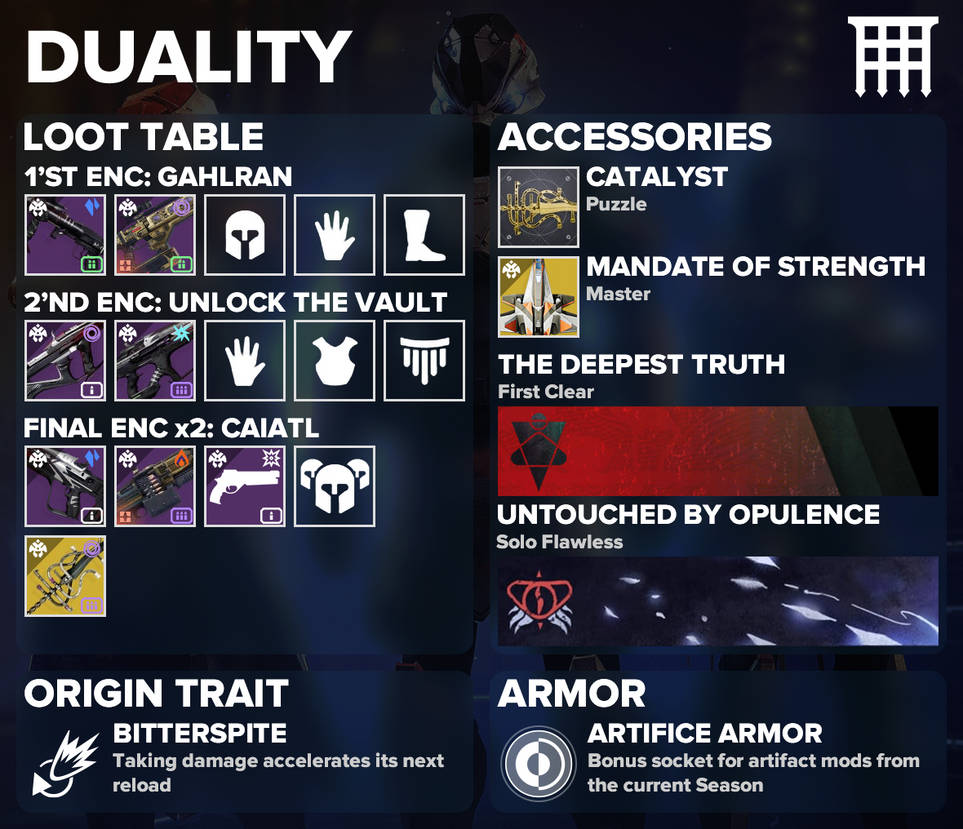 DUALITY
LOOT TABLE
1'ST ENC: GAHLRAN
2'ND ENC: UNLOCK THE VAULT
FINAL ENC x2: CAIATL
ACCESSORIES
CATALYST
Puzzle
MANDATE OF STRENGTH
Master
THE DEEPEST TRUTH
First Clear
UNTOUCHED BY OPULENCE
Solo Flawless
ORIGIN TRAIT
BITTERSPITE
Taking damage accelerates its next
reload
ARMOR
ARTIFICE ARMOR
Bonus socket for artifact mods from
the current Season